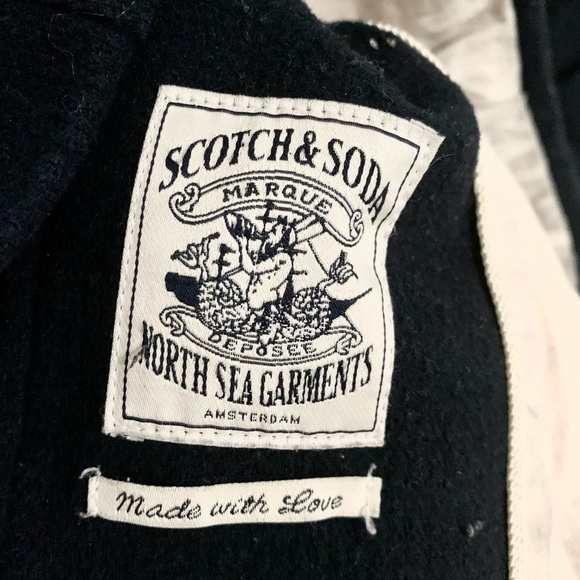 SCOTCH & SODA
MARQUE
DEPOSEE
NORTH SEA GARMENTS
AMSTERDAM
Made with Love